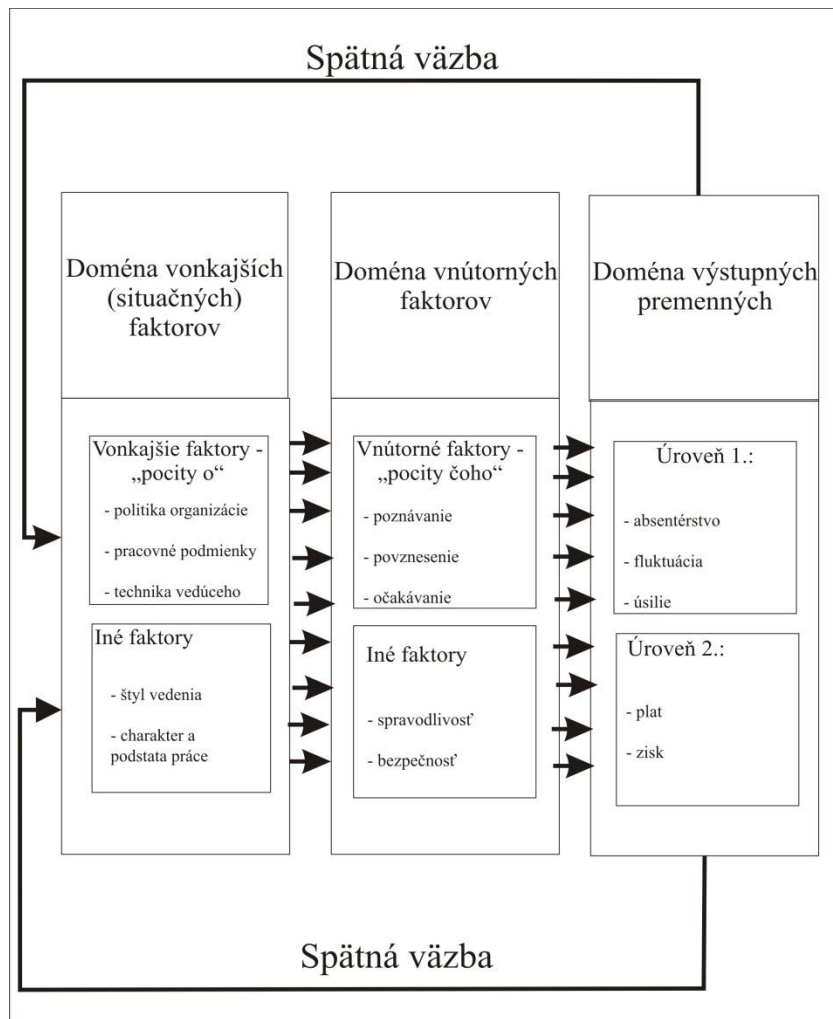 Spätná väzba
Doména vonkajších
(situačných)
faktorov
Doména vnútorných
faktorov
Doména výstupných
premenných
Vonkajšie faktory -
„pocity o“
- politika organizácie
- pracovné podmienky
- technika vedúceho
Iné faktory
- štyl vedenia
- charakter a
podstata práce
Vnútorné faktory -
„pocity čoho“
- poznávanie
- povznesenie
- očakávanie
Iné faktory
- spravodlivosť
- bezpečnosť
Úroveň 1.:
- absentérstvo
- fluktuácia
- úsilie
Úroveň 2.:
- plat
- zisk
Spätná väzba